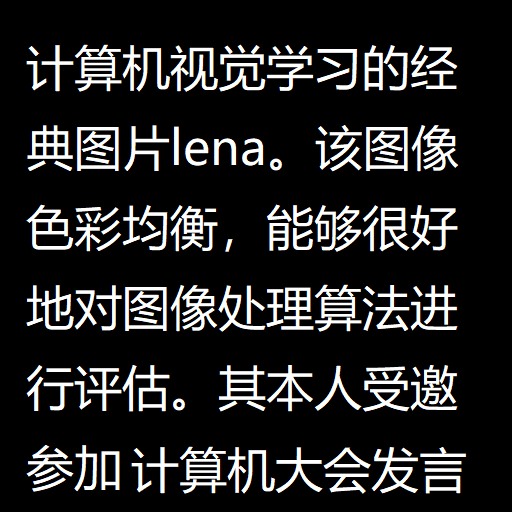 计算机视觉学习的经
典图片lena。该图像
色彩均衡，能够很好
地对图像处理算法进
行评估。其本人受邀
参加 计算机大会发言